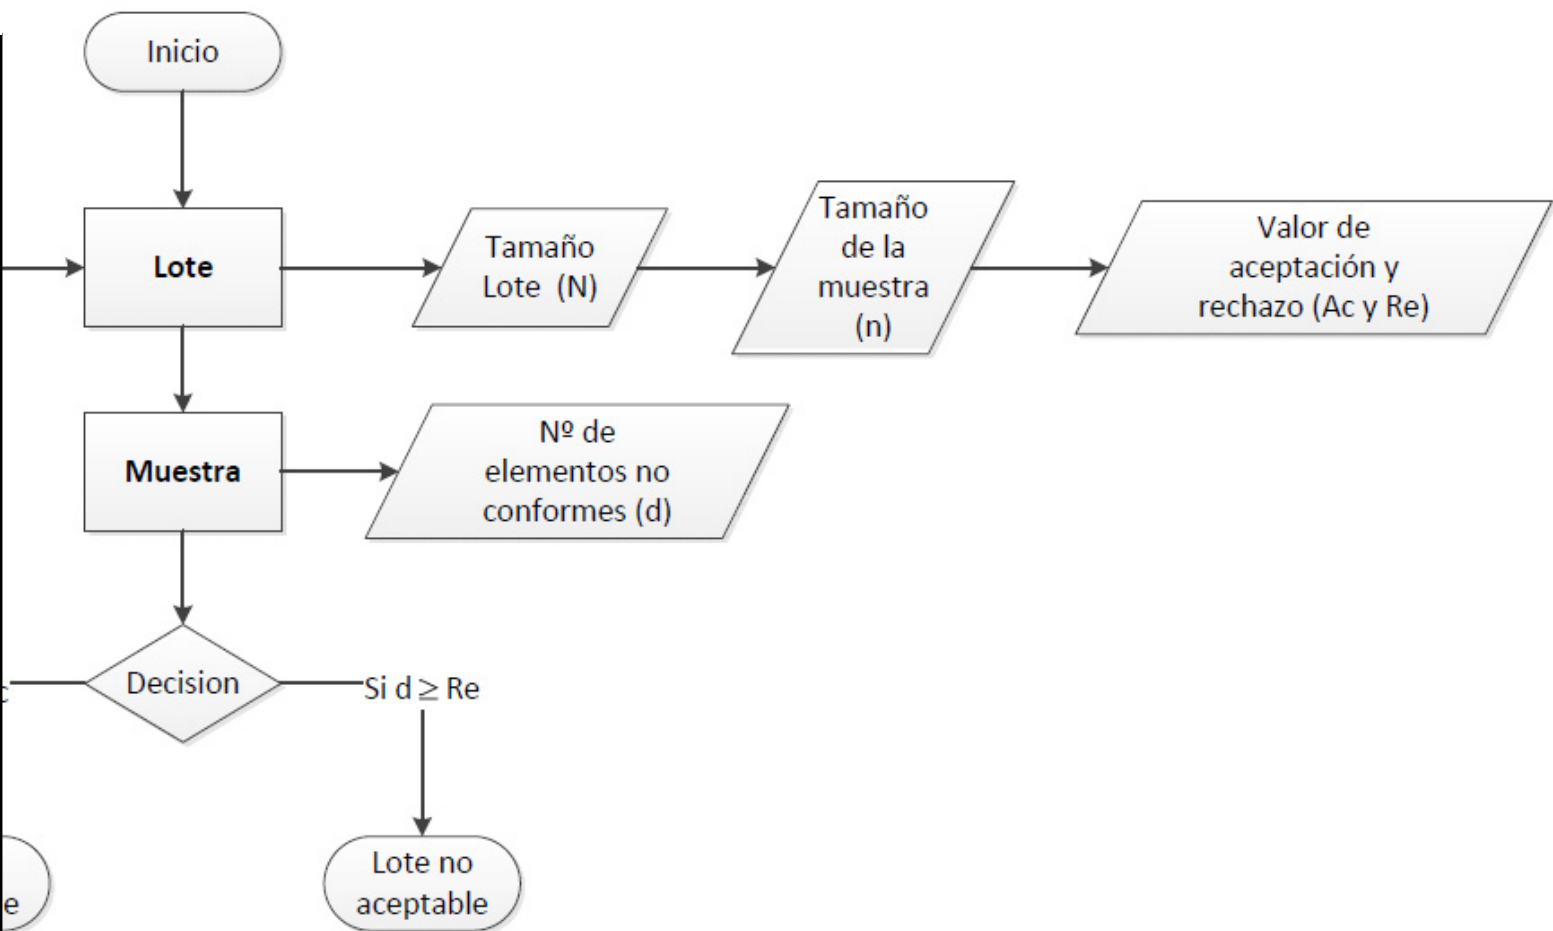 Inicio
Lote
Tamaño
Lote (N)
Tamaño
de la
muestra
(n)
Valor de
aceptación y
rechazo (Ac y Re)
Muestra
Nº de
elementos no
conformes (d)
Decision
Si d ≥ Re
Lote no
aceptable